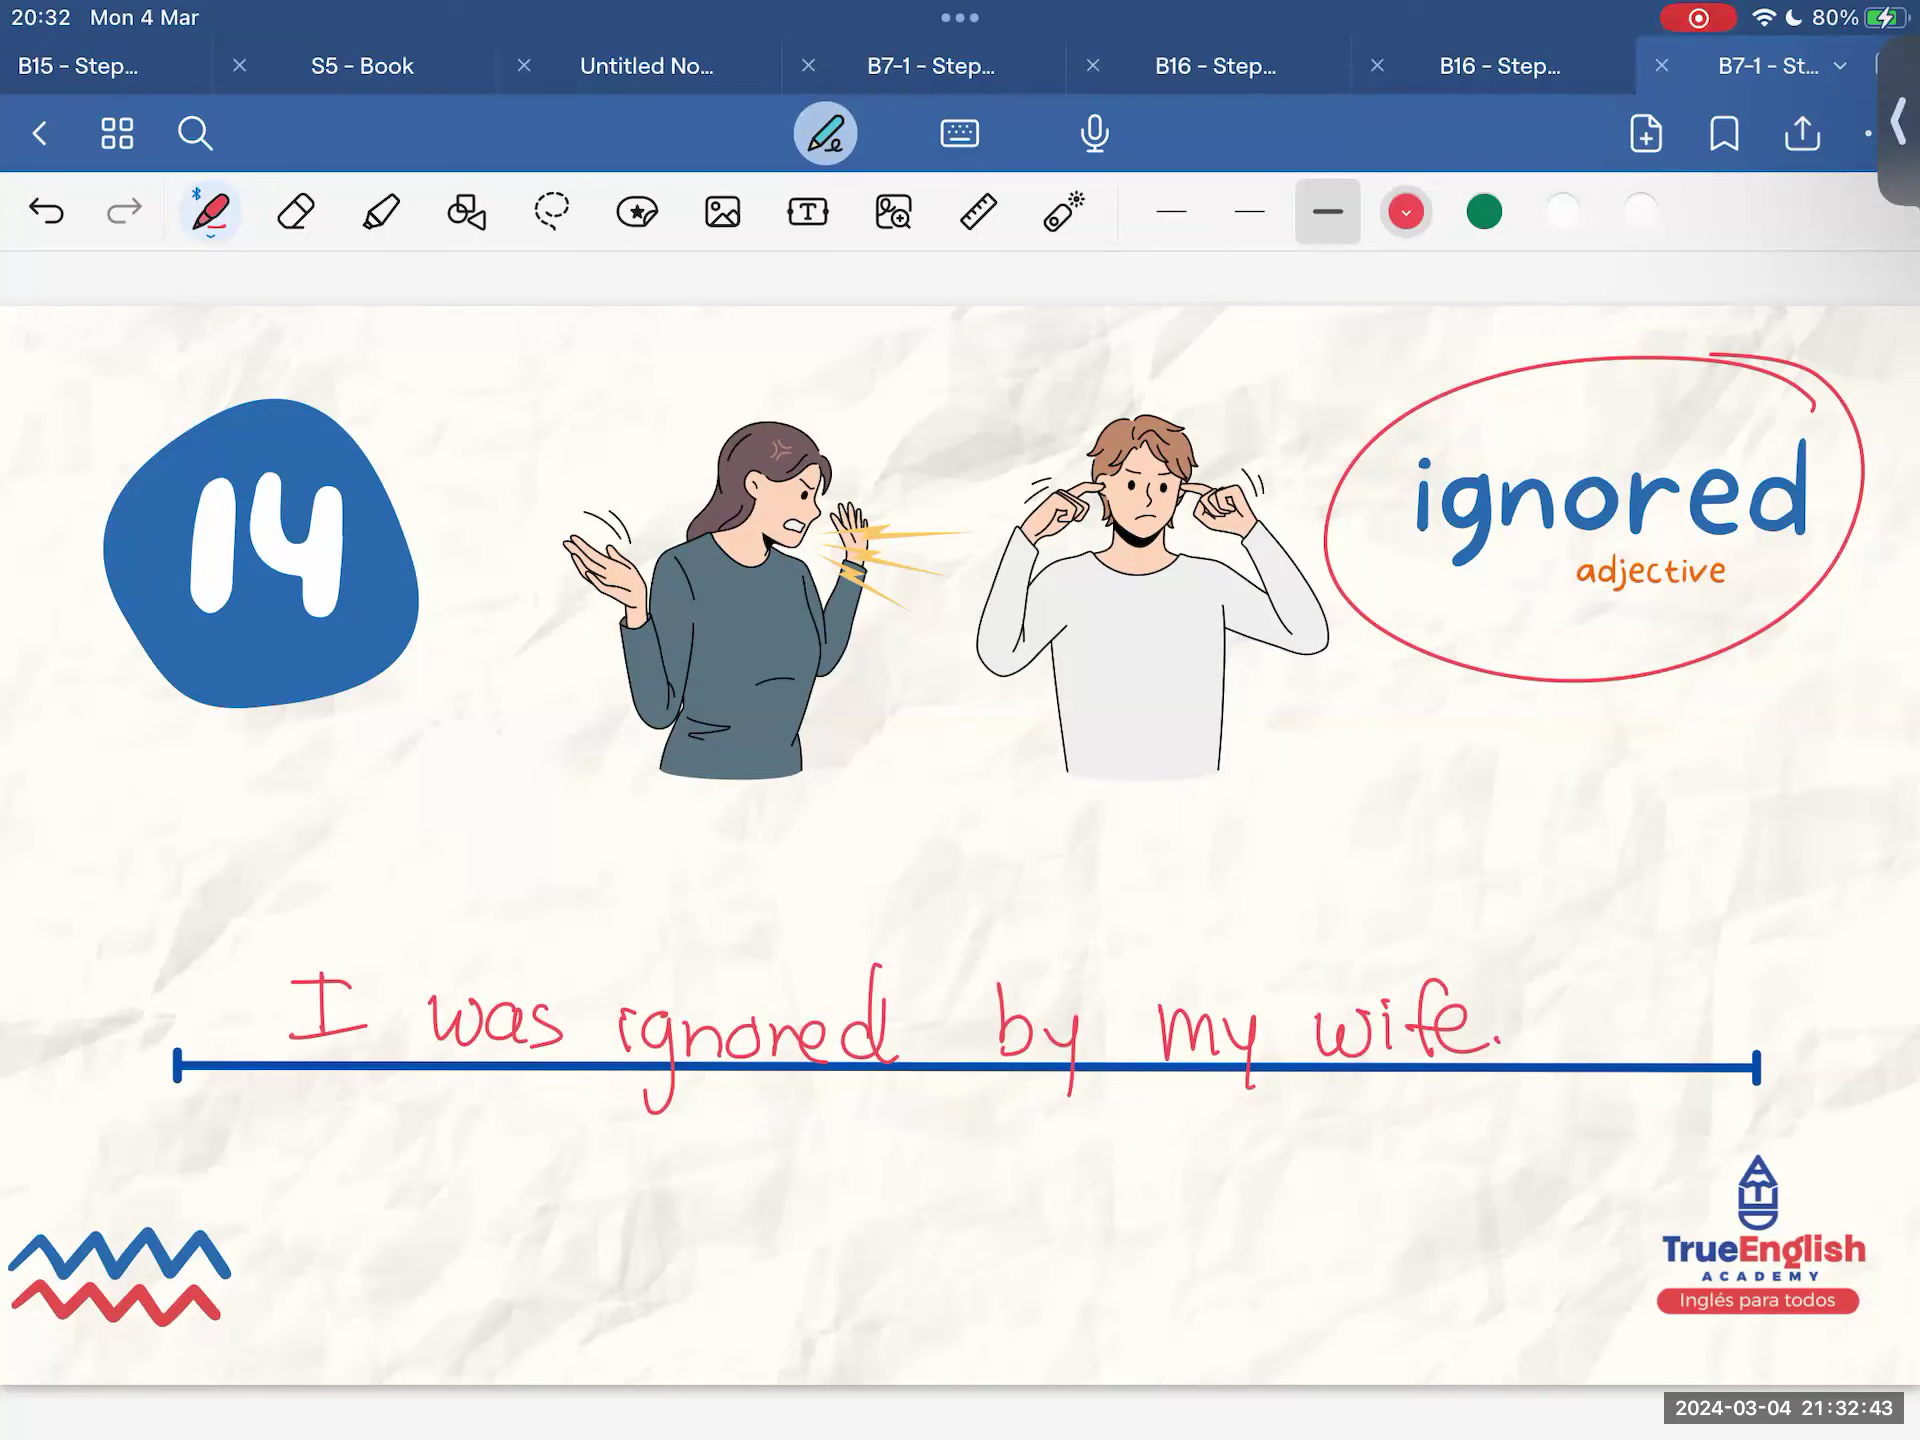 20:32 Mon 4 Mar
80%
B15 - Step...
S5 - Book
Untitled No...
B7-1 - Step...
B16 - Step...
B16 - Step...
B7-1 - St...
14
ignored
adjective
I was ignored by my wife.
TrueEnglish
ACADEMY
Inglés para todos
2024-03-04 21:32:43